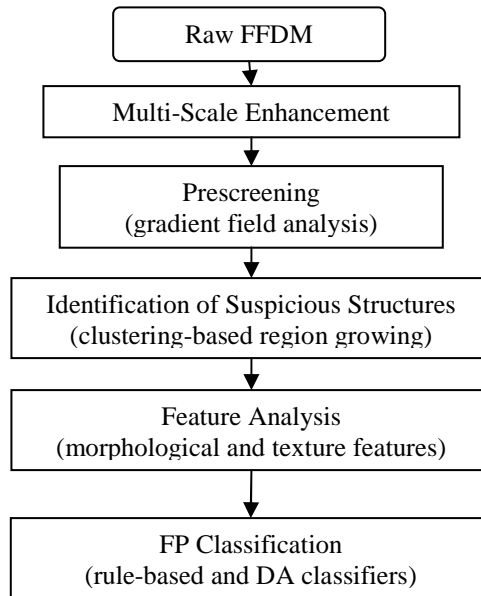 Raw FFDM
Multi-Scale Enhancement
Prescreening
(gradient field analysis)
Identification of Suspicious Structures
(clustering-based region growing)
Feature Analysis
(morphological and texture features)
FP Classification
(rule-based and DA classifiers)